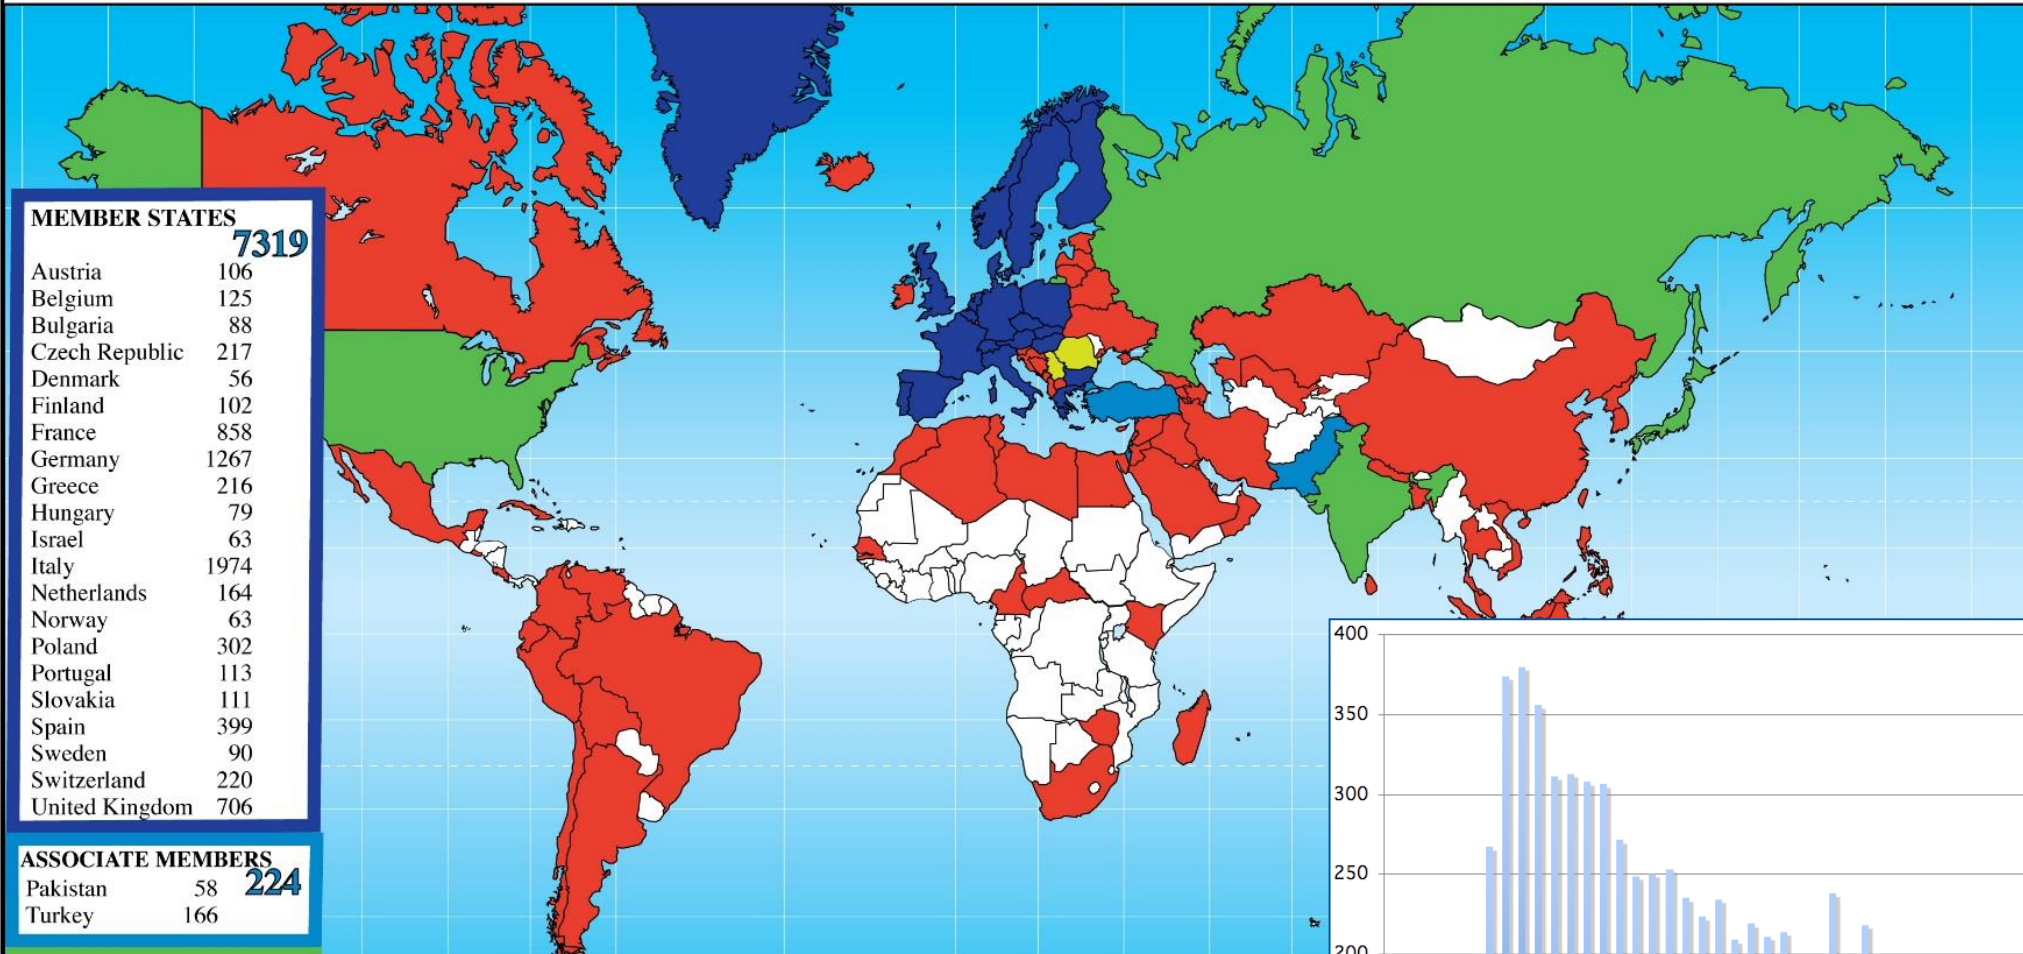 MEMBER STATES
7319
Austria 106
Belgium 125
Bulgaria 88
Czech Republic 217
Denmark 56
Finland 102
France 858
Germany 1267
Greece 216
Hungary 79
Israel 63
Italy 1974
Netherlands 164
Norway 63
Poland 302
Portugal 113
Slovakia 111
Spain 399
Sweden 90
Switzerland 220
United Kingdom 706
ASSOCIATE MEMBERS
224
Pakistan 58
Turkey 166
400
350
300
250
200